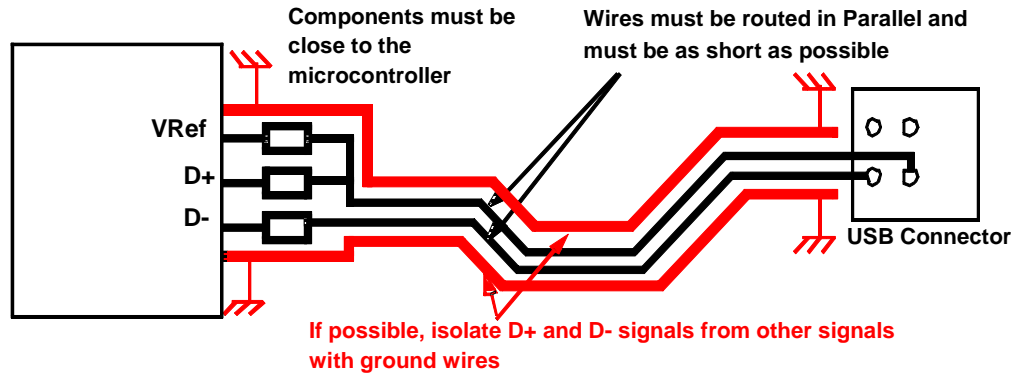 Components must be
close to the
microcontroller
Wires must be routed in Parallel and
must be as short as possible
VRef
D+
D-
USB Connector
If possible, isolate D+ and D- signals from other signals
with ground wires